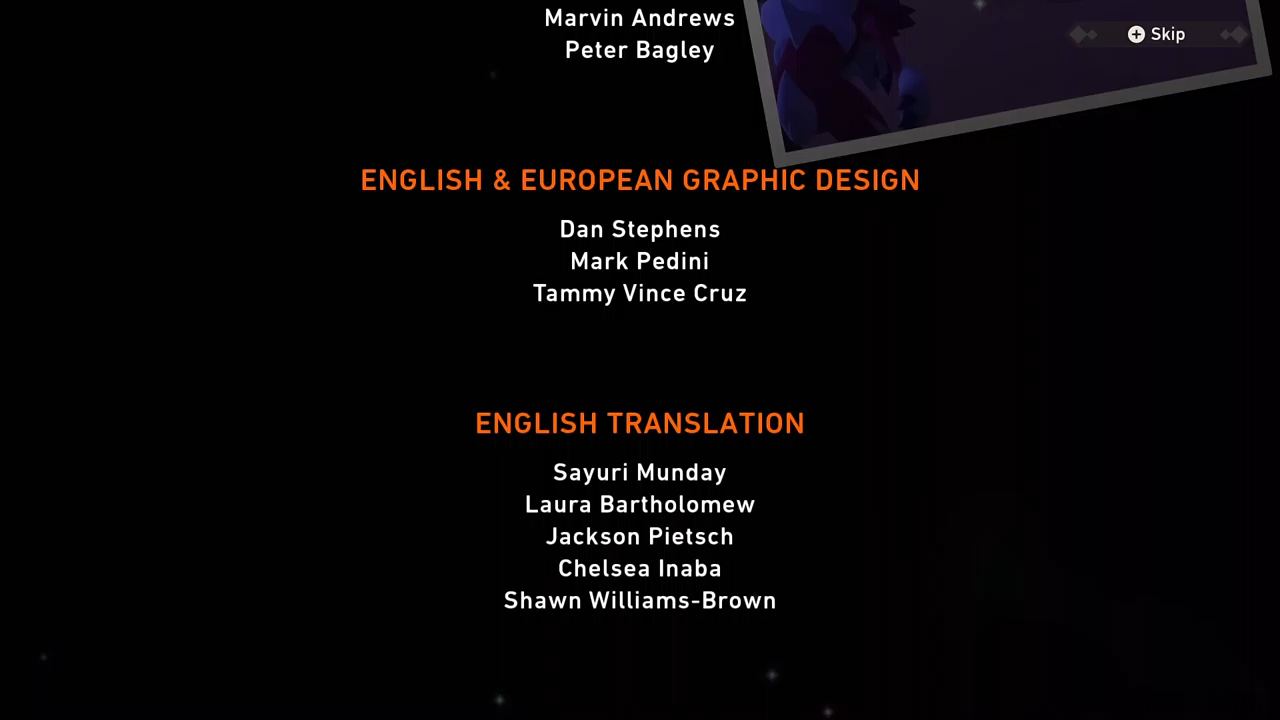 Marvin Andrews
Peter Bagley
Skip
ENGLISH & EUROPEAN GRAPHIC DESIGN
Dan Stephens
Mark Pedini
Tammy Vince Cruz
ENGLISH TRANSLATION
Sayuri Munday
Laura Bartholomew
Jackson Pietsch
Chelsea Inaba
Shawn Williams-Brown